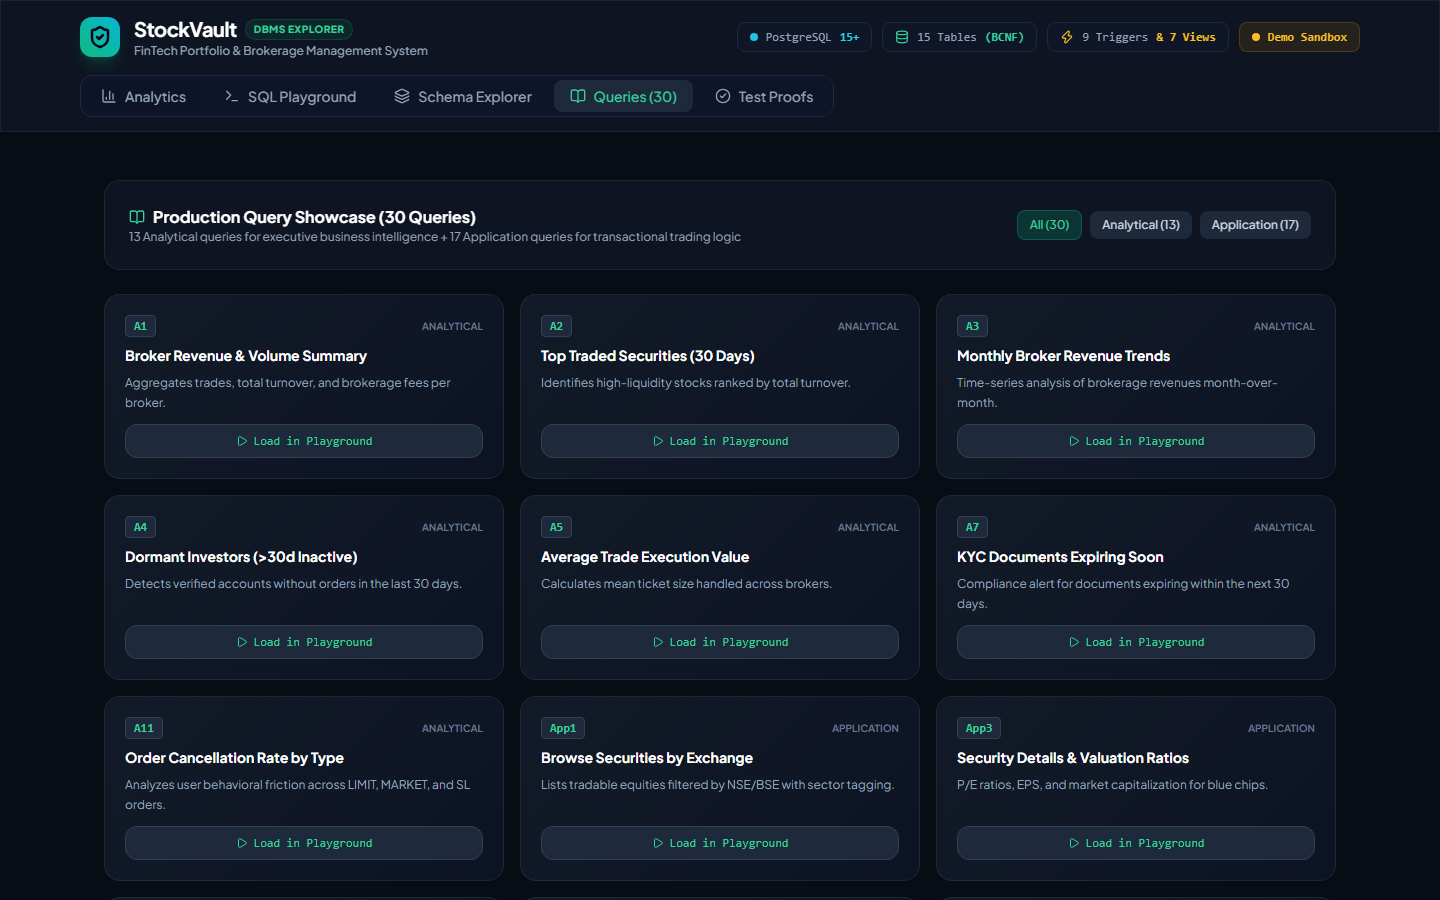 StockVault DBMS EXPLORER
FinTech Portfolio & Brokerage Management System
PostgreSQL 15+
15 Tables (BCNF)
9 Triggers & 7 Views
Demo Sandbox
Analytics
SQL Playground
Schema Explorer
Queries (30)
Test Proofs
Production Query Showcase (30 Queries)
13 Analytical queries for executive business intelligence + 17 Application queries for transactional trading logic
All (30)
Analytical (13)
Application (17)
A1 ANALYTICAL
Broker Revenue & Volume Summary
Aggregates trades, total turnover, and brokerage fees per
broker.
Load in Playground
A2 ANALYTICAL
Top Traded Securities (30 Days)
Identifies high-liquidity stocks ranked by total turnover.
Load in Playground
A3 ANALYTICAL
Monthly Broker Revenue Trends
Time-series analysis of brokerage revenues month-over-
month.
Load in Playground
A4 ANALYTICAL
Dormant Investors (>30d Inactive)
Detects verified accounts without orders in the last 30 days.
Load in Playground
A5 ANALYTICAL
Average Trade Execution Value
Calculates mean ticket size handled across brokers.
Load in Playground
A7 ANALYTICAL
KYC Documents Expiring Soon
Compliance alert for documents expiring within the next 30
days.
Load in Playground
A11 ANALYTICAL
Order Cancellation Rate by Type
Analyzes user behavioral friction across LIMIT, MARKET, and SL
orders.
Load in Playground
App1 APPLICATION
Browse Securities by Exchange
Lists tradable equities filtered by NSE/BSE with sector tagging.
Load in Playground
App3 APPLICATION
Security Details & Valuation Ratios
P/E ratios, EPS, and market capitalization for blue chips.
Load in Playground